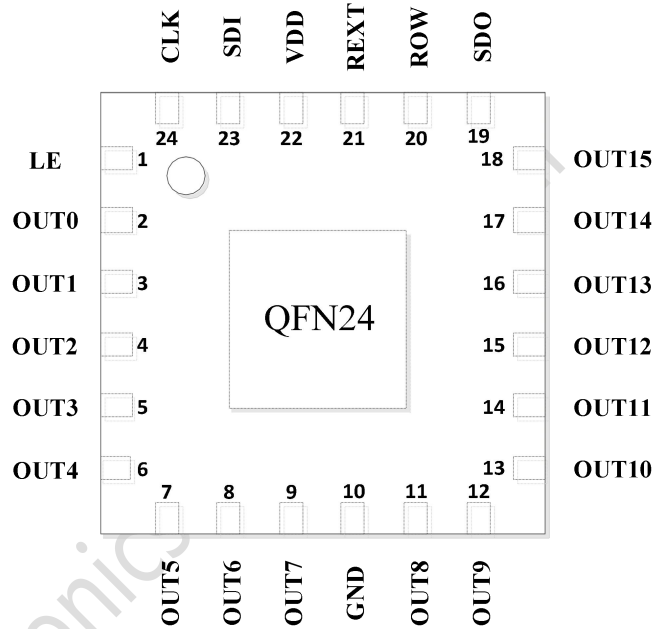 CLK SDI VDD REXT ROW SDO
24 23 22 21 20 19
LE 1 18 OUT15
OUT0 2 17 OUT14
OUT1 3 16 OUT13
QFN24
OUT2 4 15 OUT12
OUT3 5 14 OUT11
OUT4 6 13 OUT10
7 8 9 10 11 12
OUT5 OUT6 OUT7 GND OUT8 OUT9